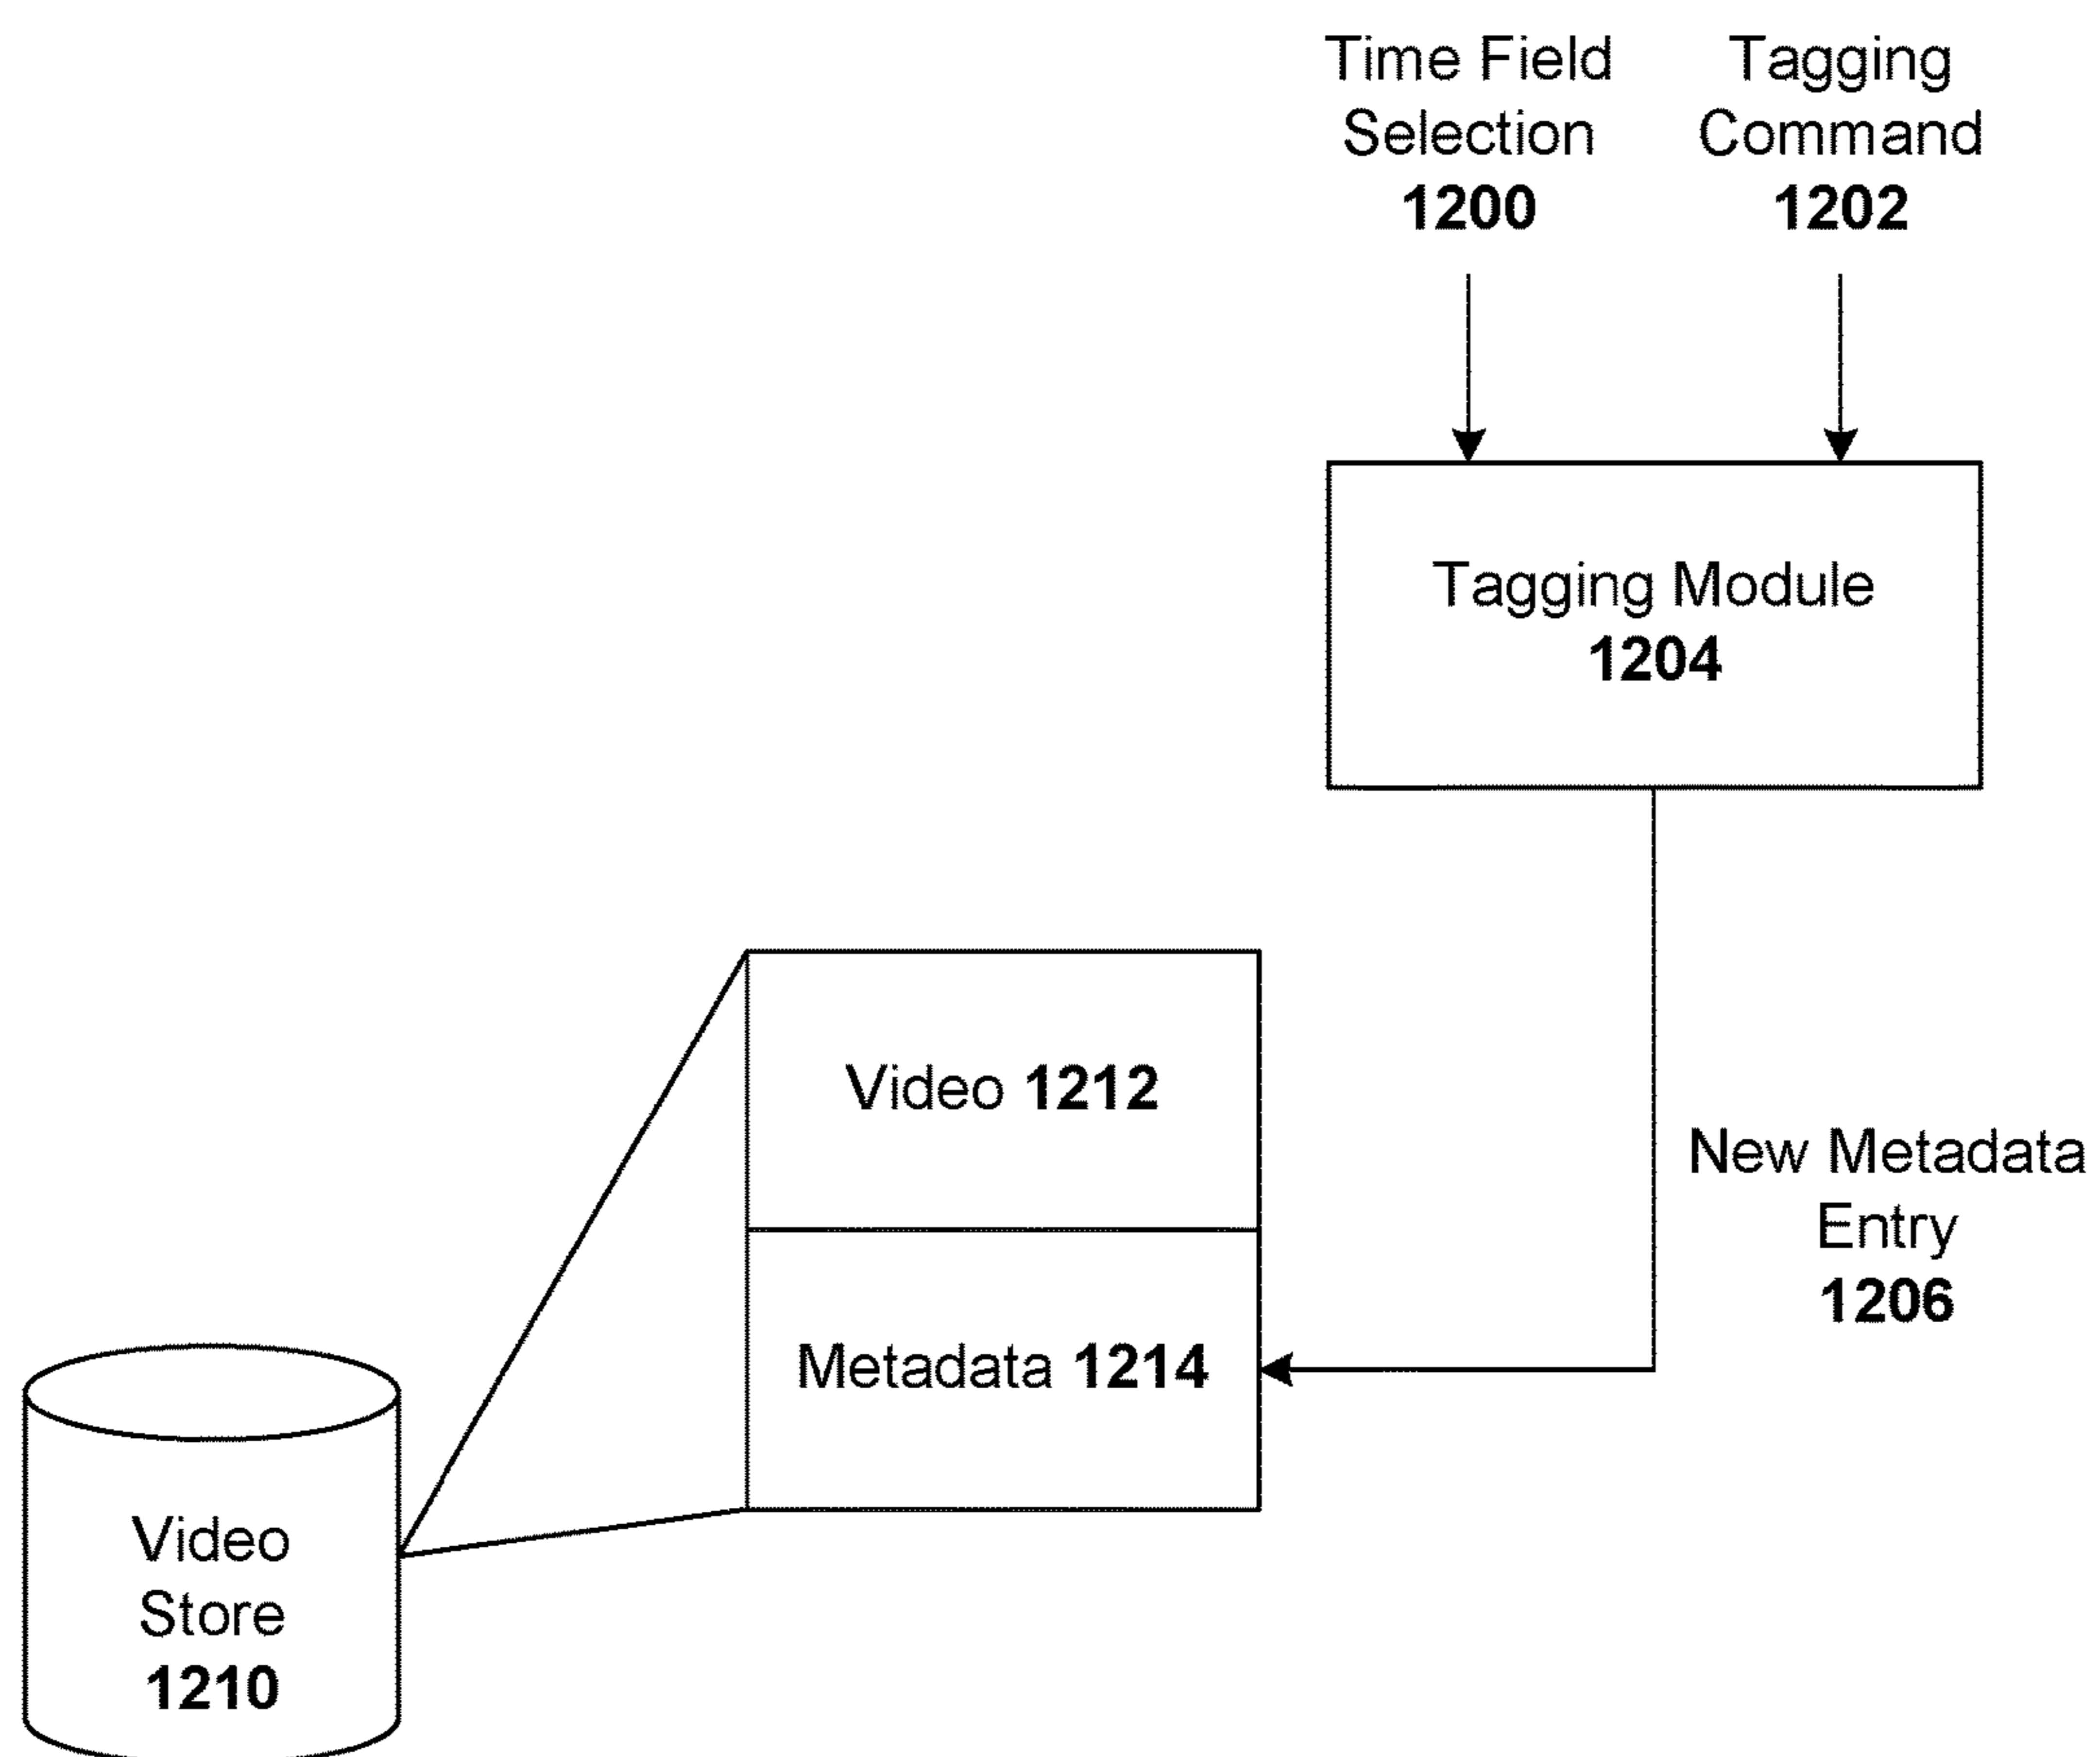 Time Field
Selection
1200
Tagging
Command
1202
Tagging Module
1204
Video 1212
New Metadata
Entry
1206
Metadata 1214
Video
Store
1210